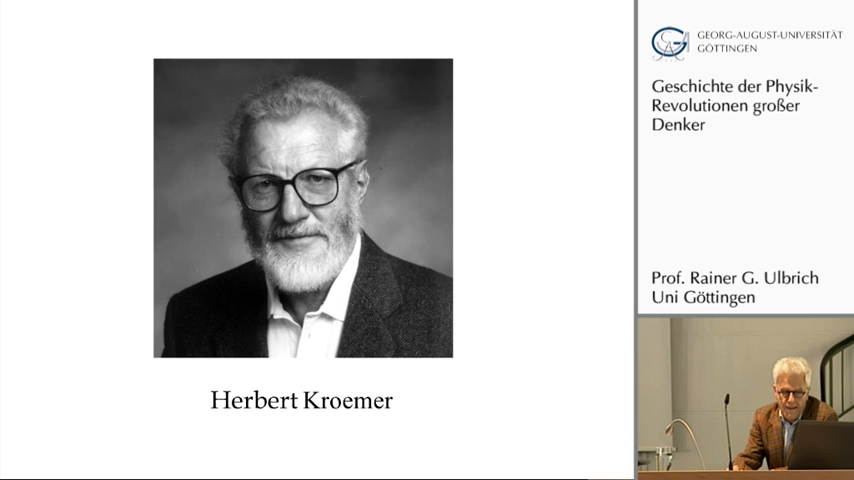 Herbert Kroemer
GEORG-AUGUST-UNIVERSITÄT
GÖTTINGEN
Geschichte der Physik-
Revolutionen großer
Denker
Prof. Rainer G. Ulbrich
Uni Göttingen